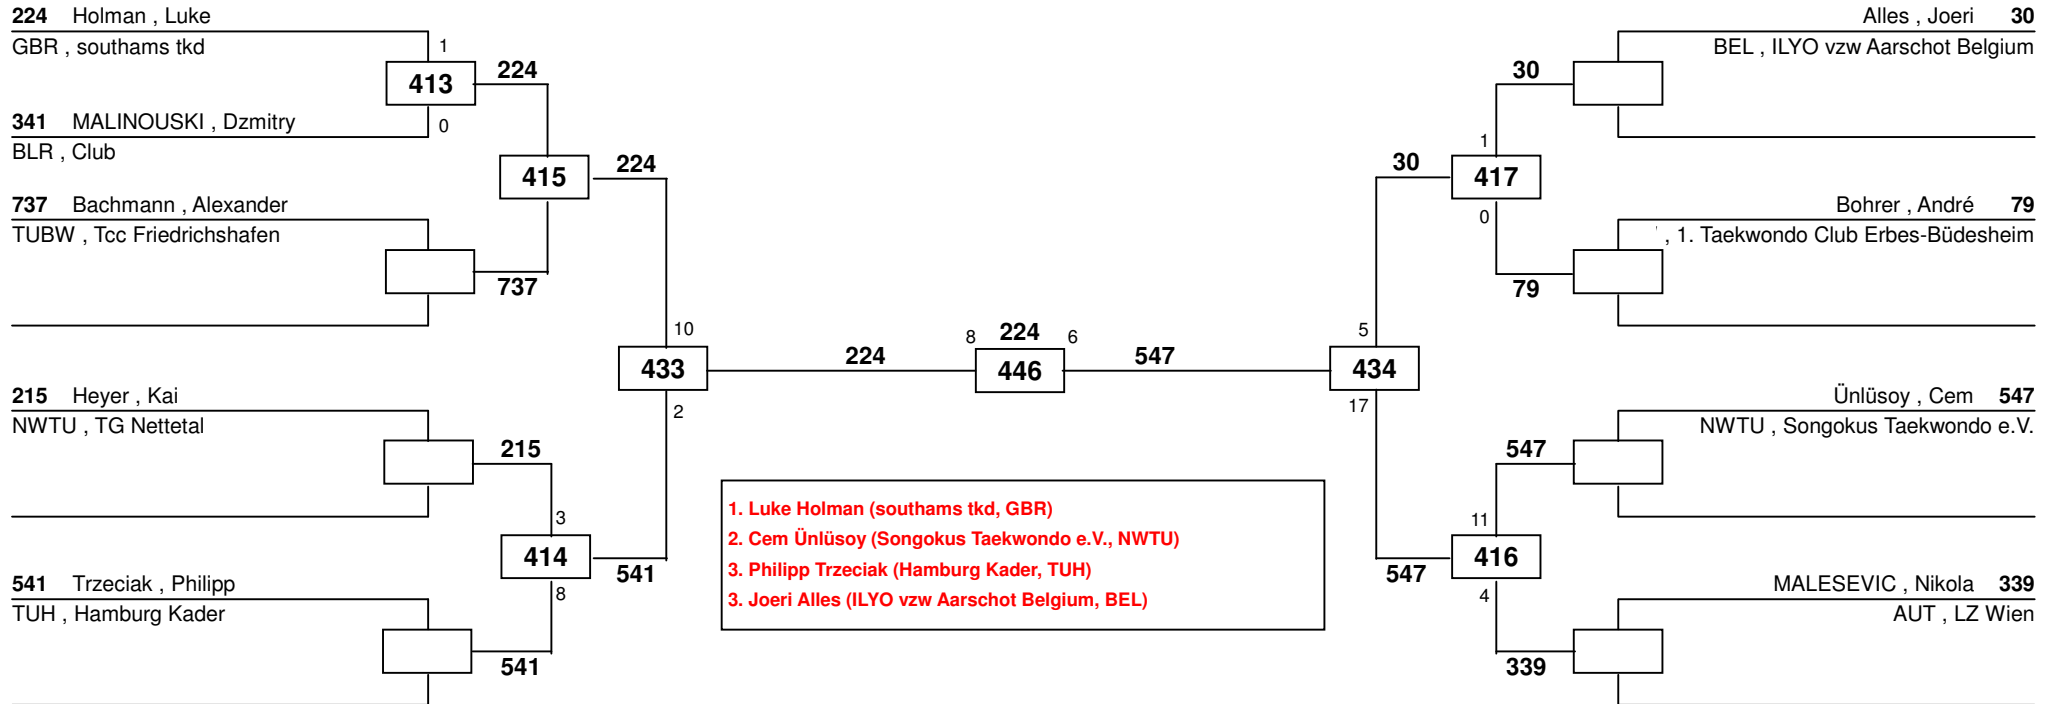 224 Holman , Luke
GBR , southams tkd
1
413
224
341 MALINOUSKI , Dzmitry
0
BLR , Club
415
224
737 Bachmann , Alexander
TUBW , Tcc Friedrichshafen
737
10
433
2
224
8 224 6
446
547
215 Heyer , Kai
NWTU , TG Nettetal
215
3
414
541
8
541 Trzeciak , Philipp
TUH , Hamburg Kader
541
1. Luke Holman (southams tkd, GBR)
2. Cem Ünlüsoy (Songokus Taekwondo e.V., NWTU)
3. Philipp Trzeciak (Hamburg Kader, TUH)
3. Joeri Alles (ILYO vzw Aarschot Belgium, BEL)
Alles , Joeri 30
BEL , ILYO vzw Aarschot Belgium
30
1
30
417
0
Bohrer , André 79
, 1. Taekwondo Club Erbes-Büdesheim
79
5
434
17
Ünlüsoy , Cem 547
NWTU , Songokus Taekwondo e.V.
547
11
416
547
4
MALESEVIC , Nikola 339
AUT , LZ Wien
339